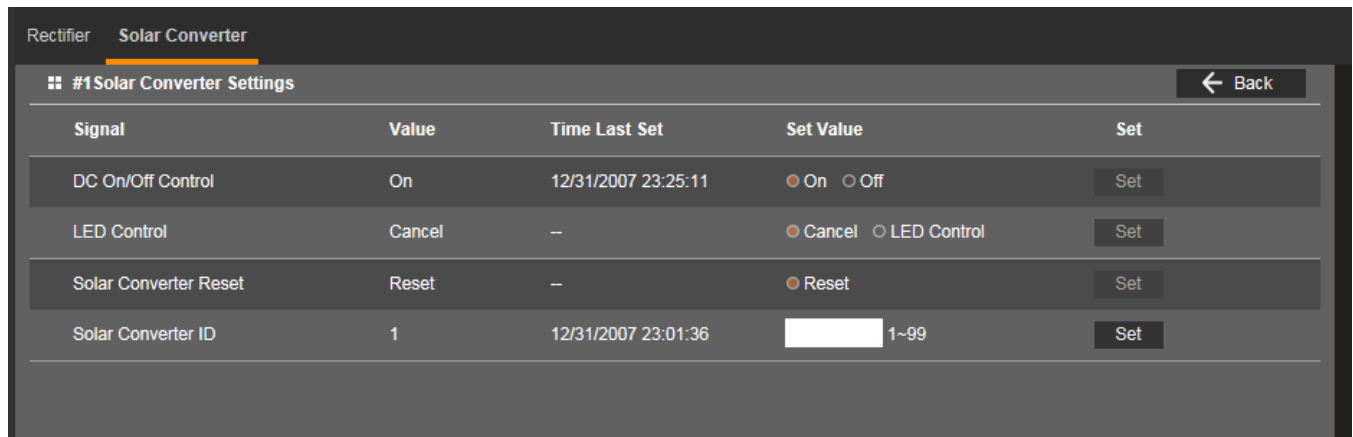 Rectifier Solar Converter
#1Solar Converter Settings Back
Signal Value Time Last Set Set Value Set
DC On/Off Control On 12/31/2007 23:25:11 On Off Set
LED Control Cancel -- Cancel LED Control Set
Solar Converter Reset Reset -- Reset Set
Solar Converter ID 1 12/31/2007 23:01:36 1~99 Set